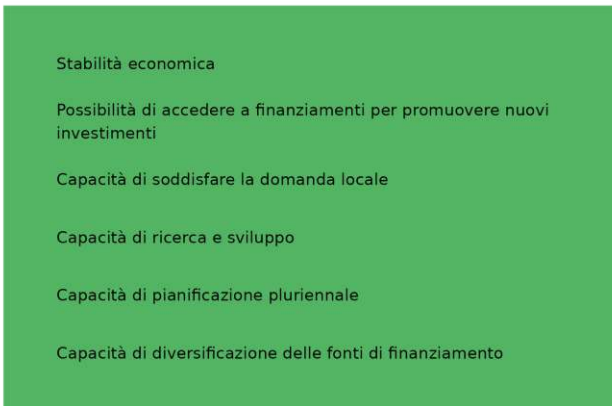 Stabilità economica
Possibilità di accedere a finanziamenti per promuovere nuovi
investimenti
Capacità di soddisfare la domanda locale
Capacità di ricerca e sviluppo
Capacità di pianificazione pluriennale
Capacità di diversificazione delle fonti di finanziamento